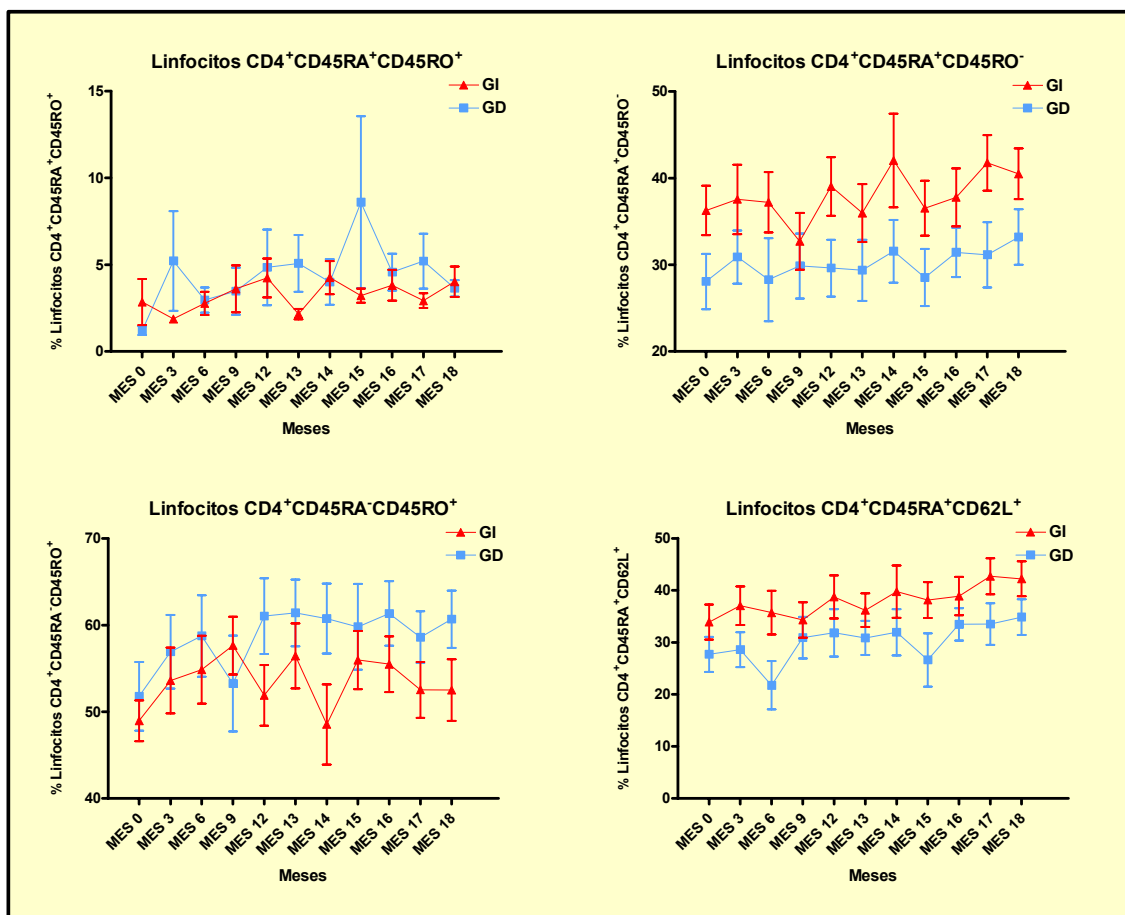 Linfocitos CD4⁺CD45RA⁺CD45RO⁺
GI
GD
% Linfocitos CD4⁺CD45RA⁺CD45RO⁺
15
10
5
0
MES 0 MES 3 MES 6 MES 9 MES 12 MES 13 MES 14 MES 15 MES 16 MES 17 MES 18
Meses
Linfocitos CD4⁺CD45RA⁺CD45RO⁻
GI
GD
% Linfocitos CD4⁺CD45RA⁺CD45RO⁻
50
40
30
20
MES 0 MES 3 MES 6 MES 9 MES 12 MES 13 MES 14 MES 15 MES 16 MES 17 MES 18
Meses
Linfocitos CD4⁺CD45RA⁻CD45RO⁺
GI
GD
% Linfocitos CD4⁺CD45RA⁻CD45RO⁺
70
60
50
40
MES 0 MES 3 MES 6 MES 9 MES 12 MES 13 MES 14 MES 15 MES 16 MES 17 MES 18
Meses
Linfocitos CD4⁺CD45RA⁺CD62L⁺
GI
GD
% Linfocitos CD4⁺CD45RA⁺CD62L⁺
50
40
30
20
10
0
MES 0 MES 3 MES 6 MES 9 MES 12 MES 13 MES 14 MES 15 MES 16 MES 17 MES 18
Meses